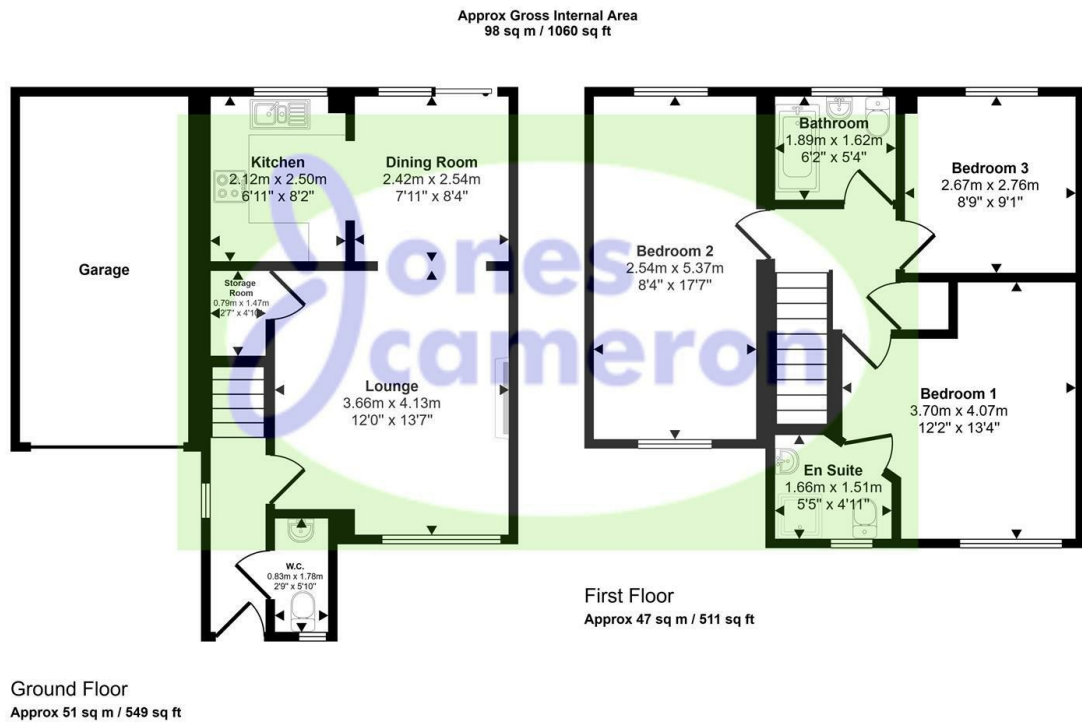 Approx Gross Internal Area
98 sq m / 1060 sq ft
Garage
Kitchen
2.12m x 2.50m
6'11" x 8'2"
Dining Room
2.42m x 2.54m
7'11" x 8'4"
Storage
Room
0.79m x 1.47m
2'7" x 4'10"
Lounge
3.66m x 4.13m
12'0" x 13'7"
W.C.
0.83m x 1.78m
2'9" x 5'10"
Ground Floor
Approx 51 sq m / 549 sq ft
Bedroom 2
2.54m x 5.37m
8'4" x 17'7"
Bathroom
1.89m x 1.62m
6'2" x 5'4"
Bedroom 3
2.67m x 2.76m
8'9" x 9'1"
Bedroom 1
3.70m x 4.07m
12'2" x 13'4"
En Suite
1.66m x 1.51m
5'5" x 4'11"
First Floor
Approx 47 sq m / 511 sq ft
Jones
cameron